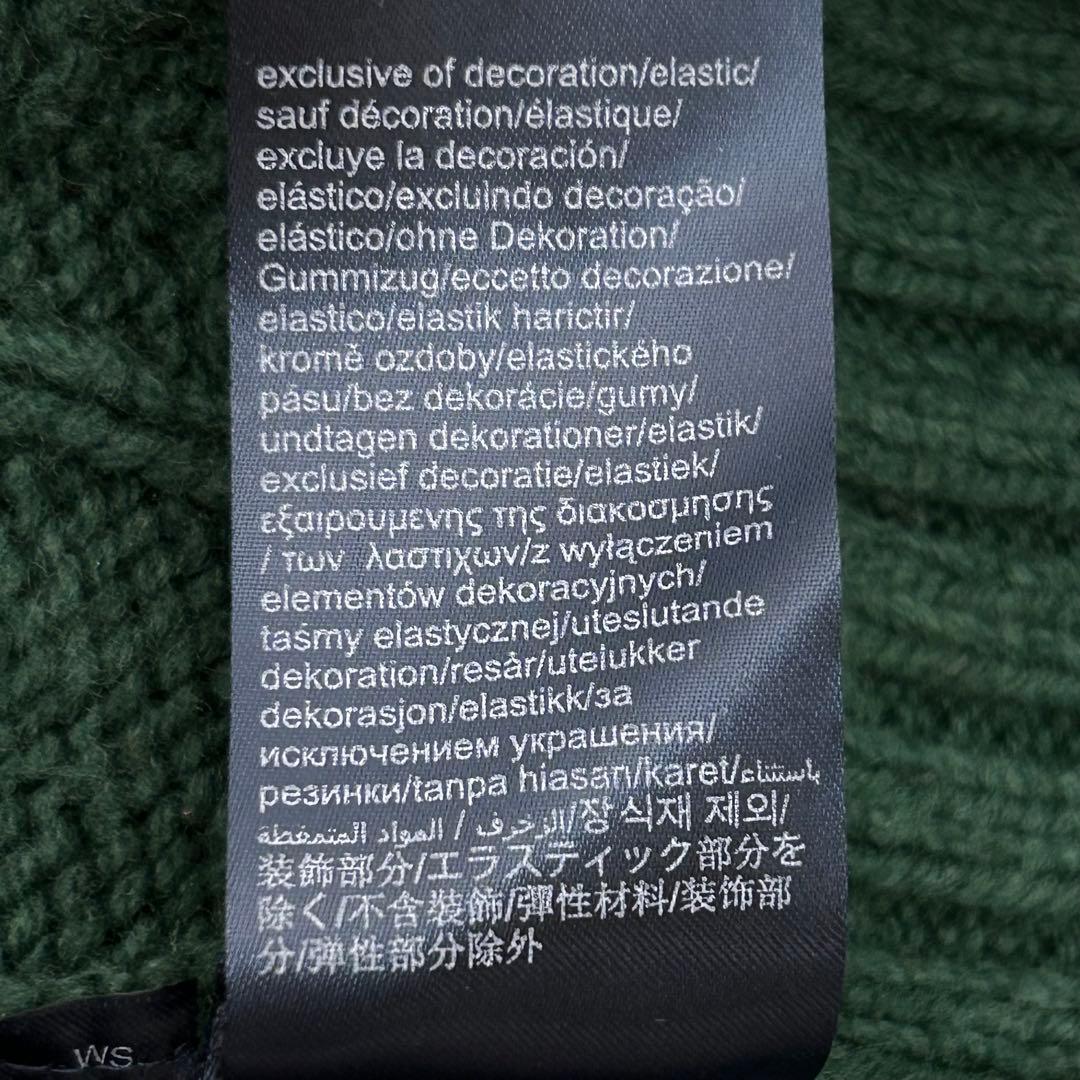 exclusive of decoration/elastic/
sauf décoration/élastique/
excluye la decoración/
elástico/excluindo decoração/
elástico/ohne Dekoration/
Gummizug/eccetto decorazione/
elastico/elastik harictir/
kromě ozdoby/elastického
pásu/bez dekorácie/gumy/
undtagen dekorationer/elastik/
exclusief decoratie/elastiek/
εξαιρουμενης της διακοσμησης
/ των λαστιχων/z wyłączeniem
elementów dekoracyjnych/
taśmy elastycznej/uteslutande
dekoration/resår/utelukker
dekorasjon/elastikk/за
исключением украшения/
резинки/tanpa hiasan/karet/باستثناء
الزخرف / المواد المتمغطة/장 식재 제외/
装飾部分/エラスティック部分を
除く/不含裝飾/彈性材料/装饰部
分/弹性部分除外
WS